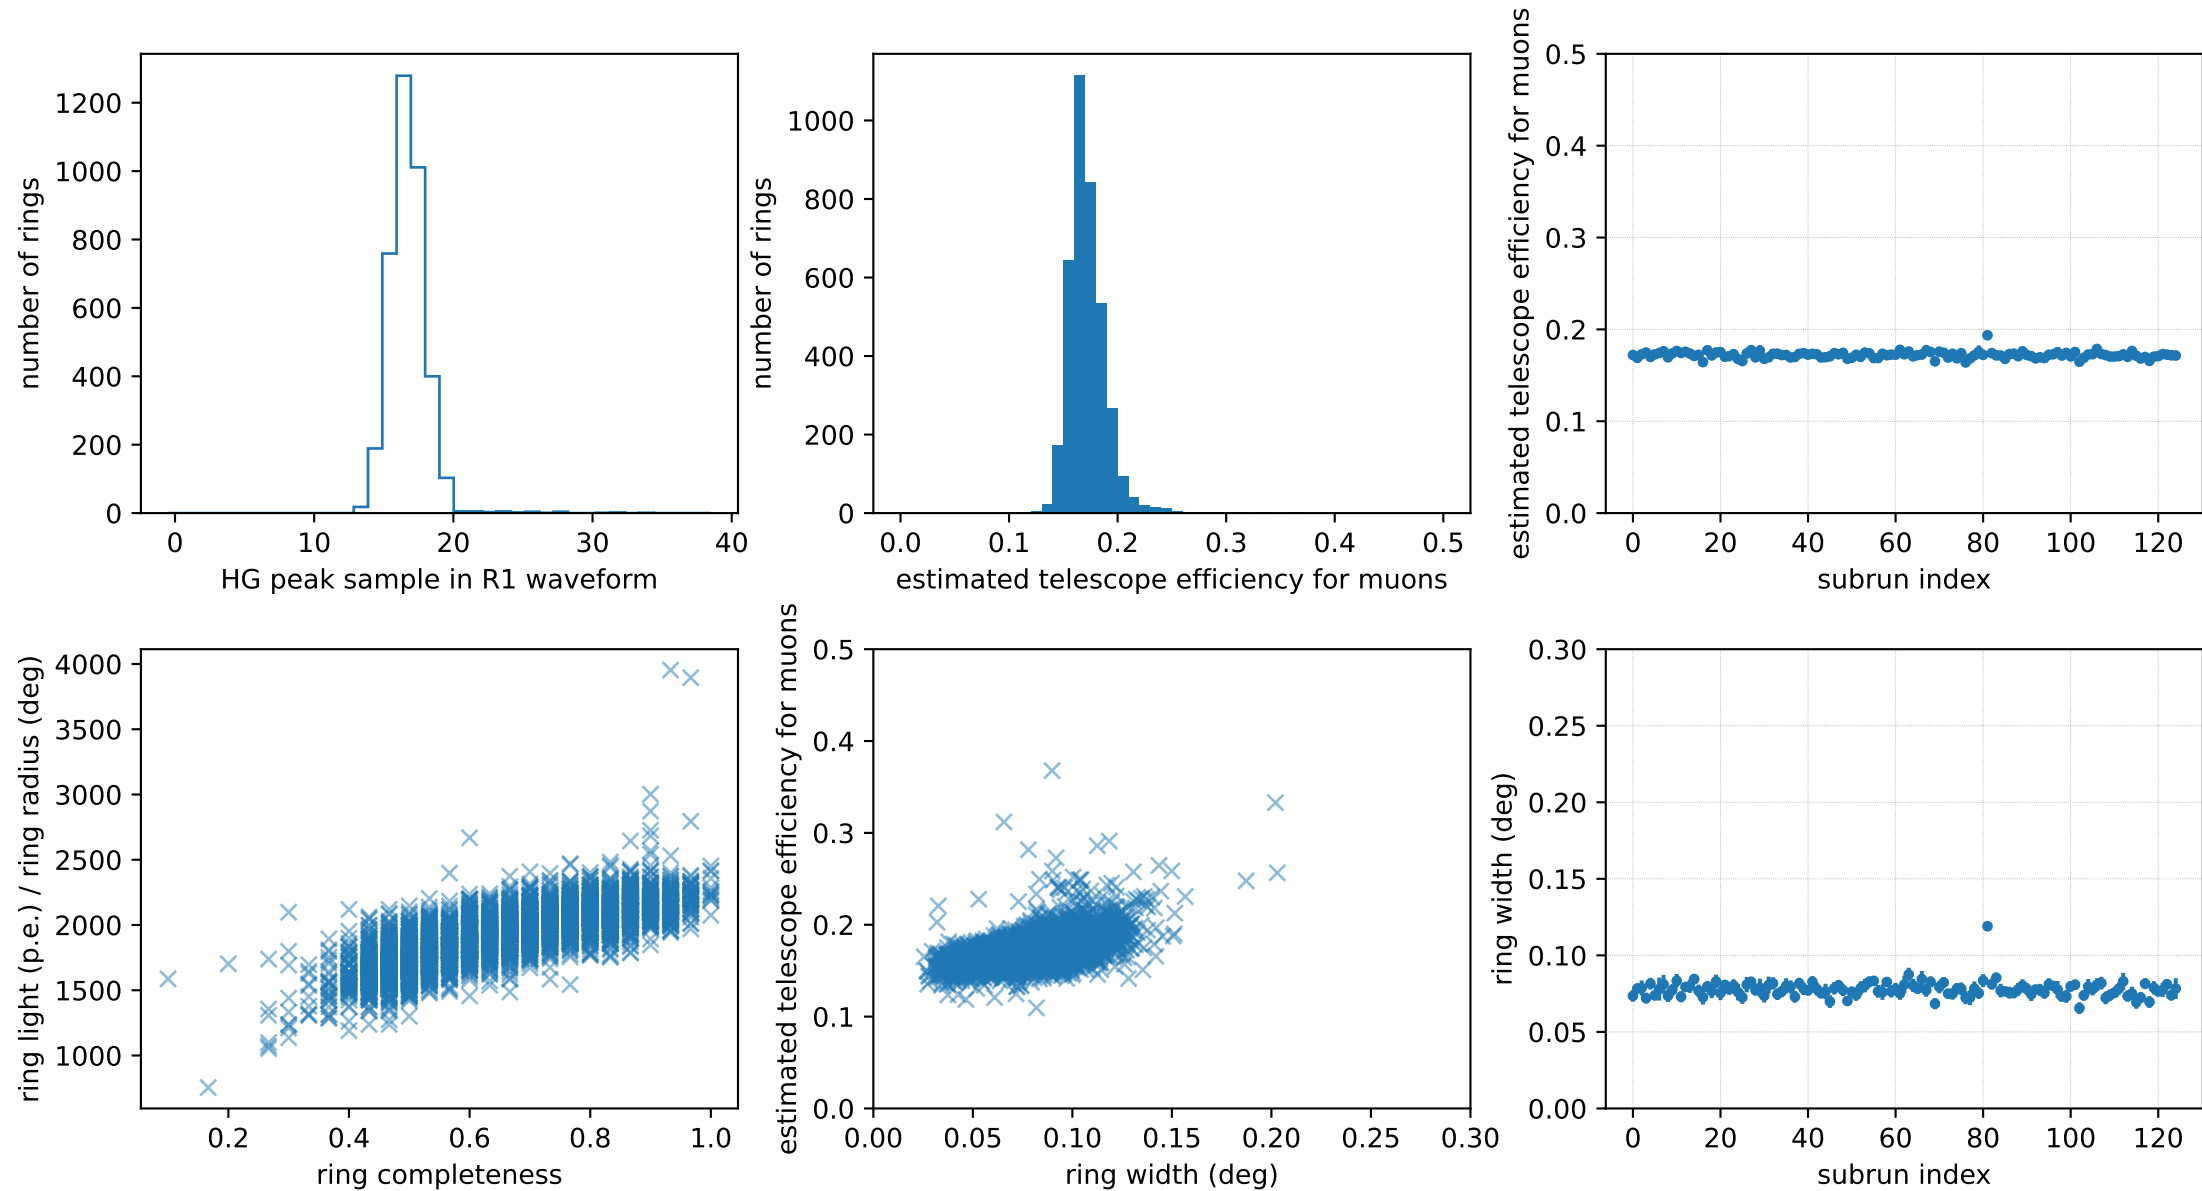 number of rings
1200
1000
800
600
400
200
0
0 10 20 30 40
HG peak sample in R1 waveform
number of rings
1000
800
600
400
200
0
0.0 0.1 0.2 0.3 0.4 0.5
estimated telescope efficiency for muons
estimated telescope efficiency for muons
0.5
0.4
0.3
0.2
0.1
0.0
0 20 40 60 80 100 120
subrun index
ring light (p.e.) / ring radius (deg)
4000
3500
3000
2500
2000
1500
1000
0.2 0.4 0.6 0.8 1.0
ring completeness
estimated telescope efficiency for muons
0.5
0.4
0.3
0.2
0.1
0.0
0.00 0.05 0.10 0.15 0.20 0.25 0.30
ring width (deg)
ring width (deg)
0.30
0.25
0.20
0.15
0.10
0.05
0.00
0 20 40 60 80 100 120
subrun index